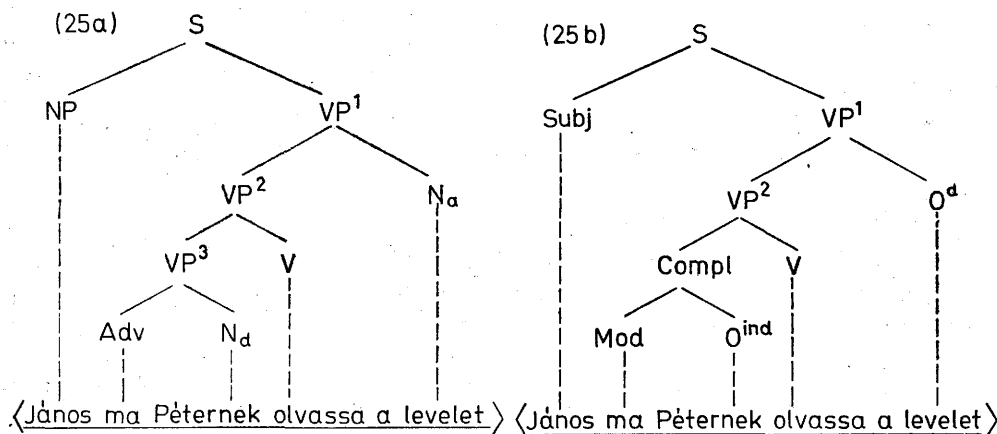 (25a) S (25b) S
NP VP¹ Subj VP¹
VP² Nₐ VP² Oᵈ
VP³ V Compl V
Adv N_d Mod Oⁱⁿᵈ
⟨János ma Péternek olvassa a levelet⟩ ⟨János ma Péternek olvassa a levelet⟩